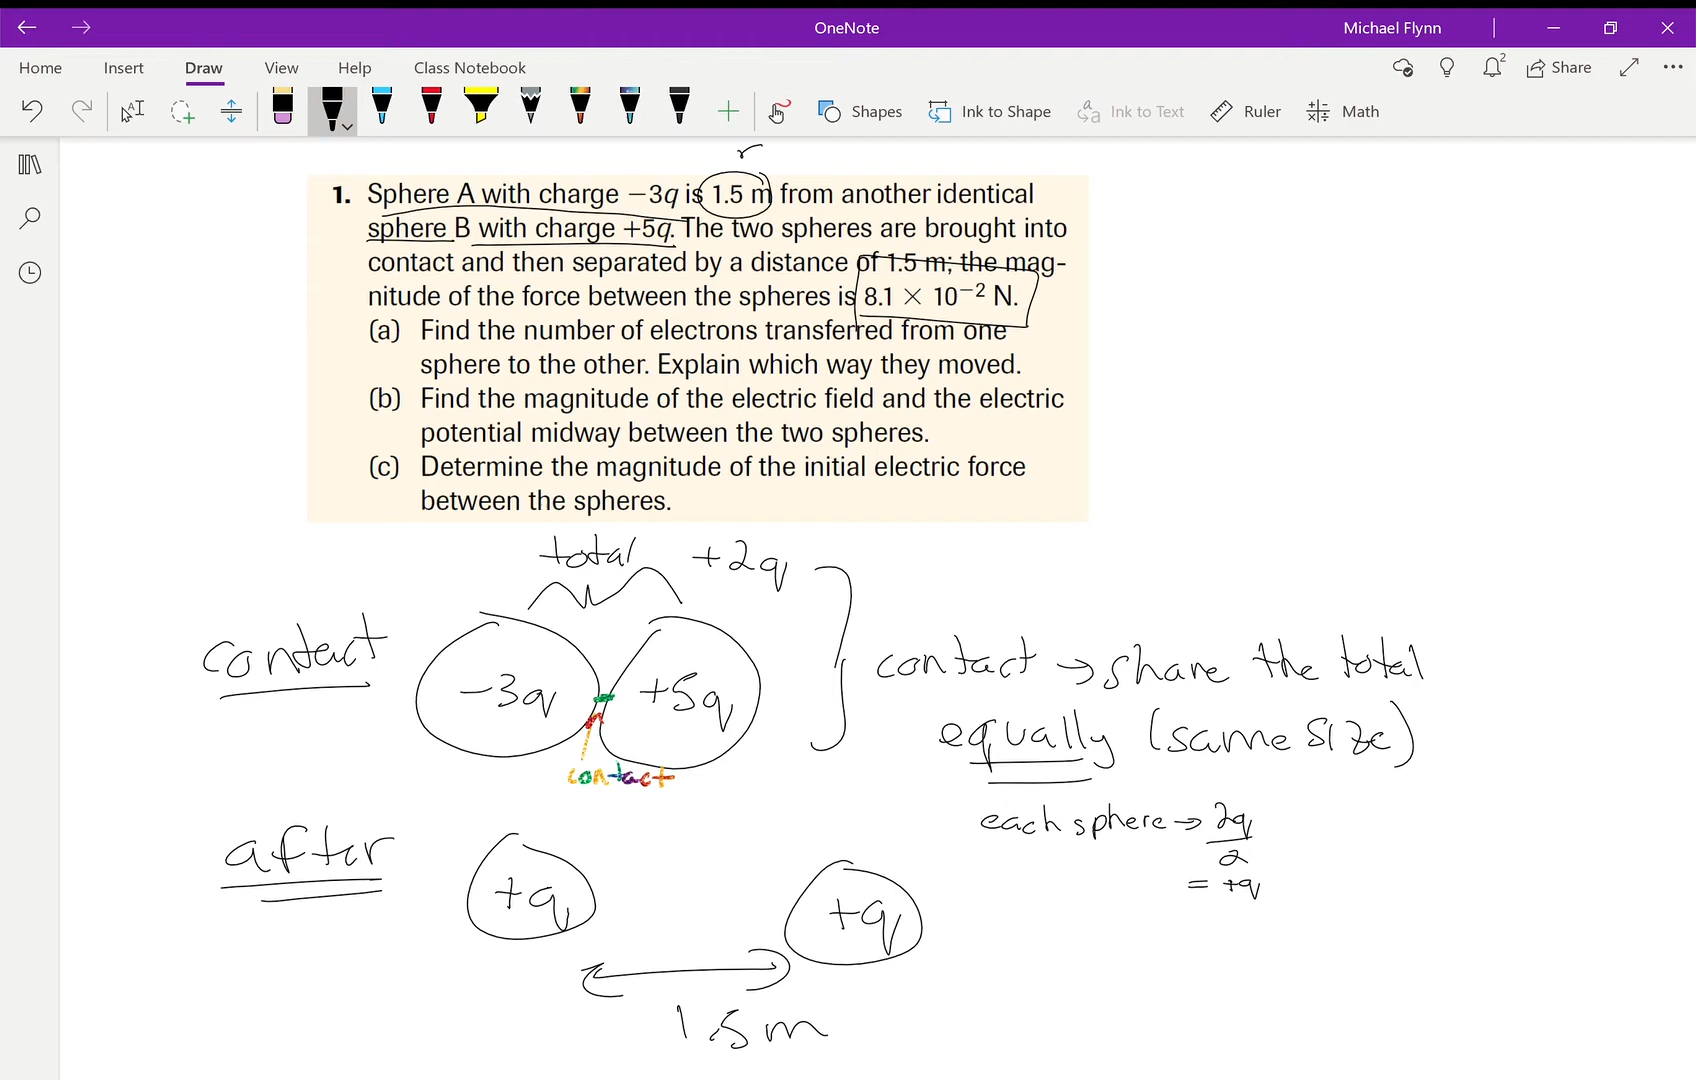 OneNote
Michael Flynn
Home Insert Draw View Help Class Notebook
2 Share
Shapes Ink to Shape Ink to Text Ruler Math
r
1. Sphere A with charge −3q is 1.5 m from another identical
sphere B with charge +5q. The two spheres are brought into
contact and then separated by a distance of 1.5 m; the mag-
nitude of the force between the spheres is 8.1 × 10⁻² N.
(a) Find the number of electrons transferred from one
sphere to the other. Explain which way they moved.
(b) Find the magnitude of the electric field and the electric
potential midway between the two spheres.
(c) Determine the magnitude of the initial electric force
between the spheres.
total +2q
contact
-3q +5q
contact
contact → share the total
equally (same size)
each sphere → 2q
2
= +q
after
+q +q
1.5 m